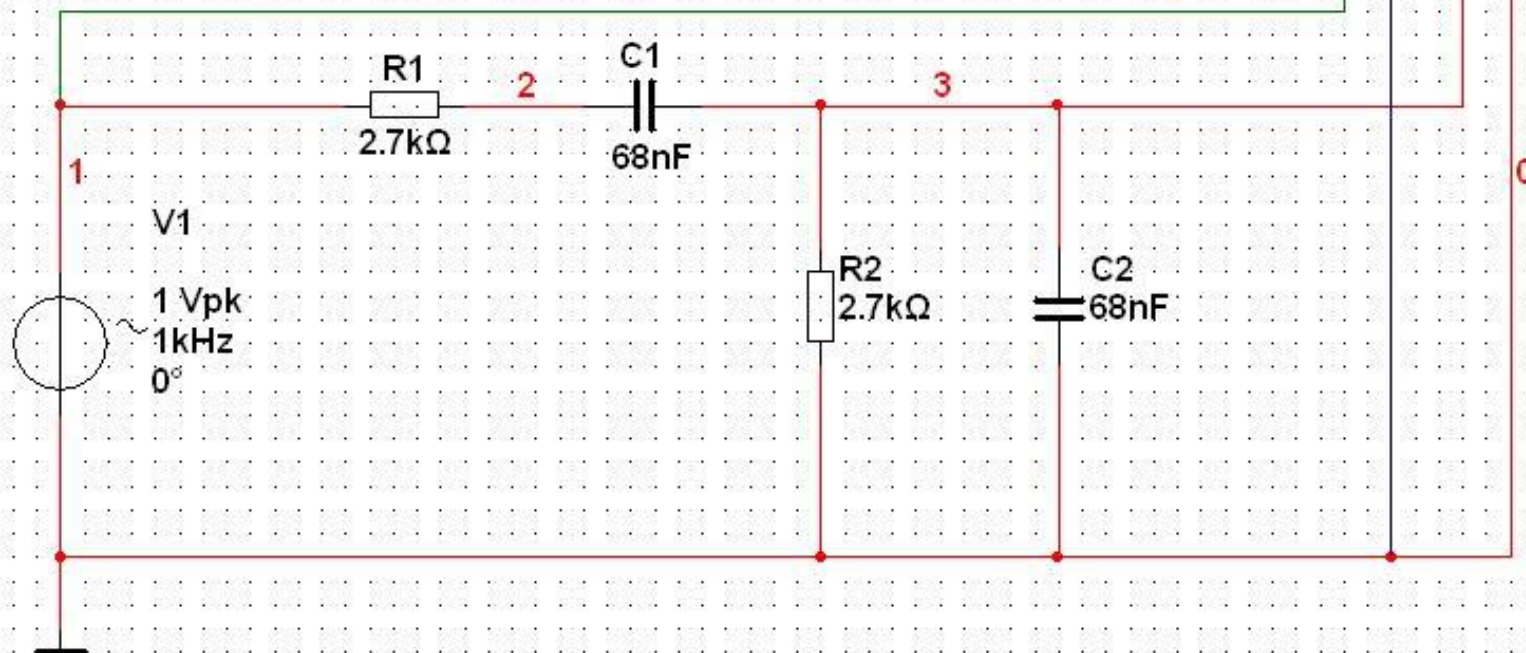 C1
R1
2
3
2.7kΩ
68nF
1
0
V1
R2
C2
1 Vpk
2.7kΩ
68nF
1kHz
0°